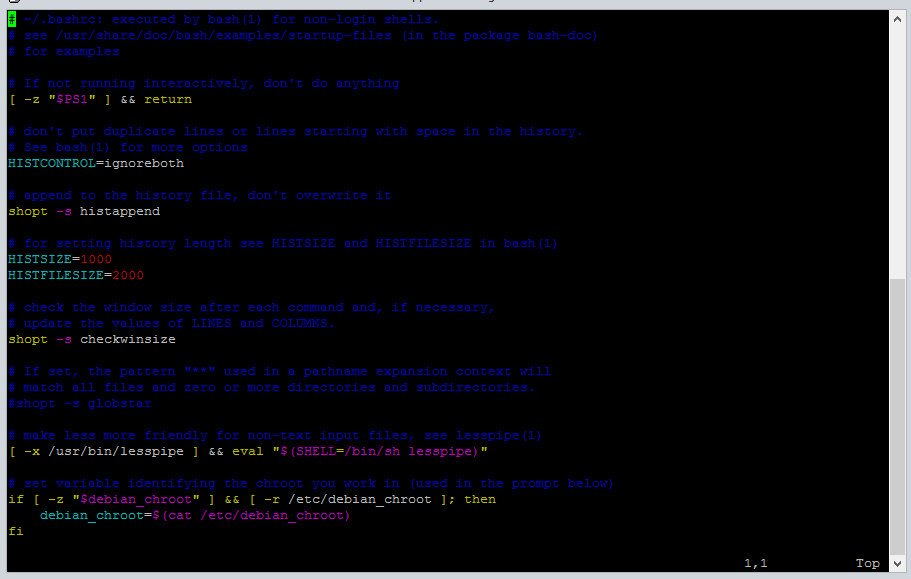 # ~/.bashrc: executed by bash(1) for non-login shells.
# see /usr/share/doc/bash/examples/startup-files (in the package bash-doc)
# for examples
# If not running interactively, don't do anything
[ -z "$PS1" ] && return
# don't put duplicate lines or lines starting with space in the history.
# See bash(1) for more options
HISTCONTROL=ignoreboth
# append to the history file, don't overwrite it
shopt -s histappend
# for setting history length see HISTSIZE and HISTFILESIZE in bash(1)
HISTSIZE=1000
HISTFILESIZE=2000
# check the window size after each command and, if necessary,
# update the values of LINES and COLUMNS.
shopt -s checkwinsize
# If set, the pattern "**" used in a pathname expansion context will
# match all files and zero or more directories and subdirectories.
#shopt -s globstar
# make less more friendly for non-text input files, see lesspipe(1)
[ -x /usr/bin/lesspipe ] && eval "$(SHELL=/bin/sh lesspipe)"
# set variable identifying the chroot you work in (used in the prompt below)
if [ -z "$debian_chroot" ] && [ -r /etc/debian_chroot ]; then
    debian_chroot=$(cat /etc/debian_chroot)
fi
1,1 Top